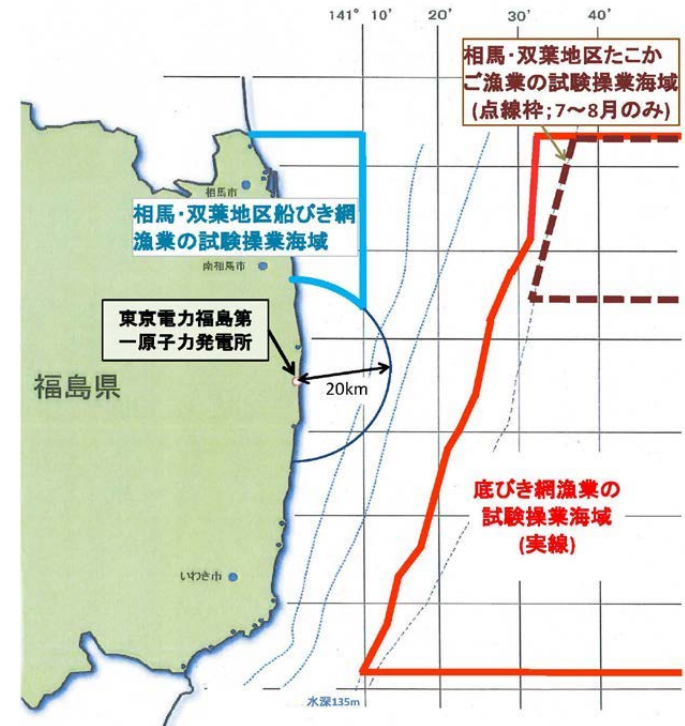 141° 10' 20' 30' 40'
相馬・双葉地区たこか
ご漁業の試験操業海域
(点線枠;7～8月のみ)
相馬市
相馬・双葉地区船びき網
漁業の試験操業海域
南相馬市
東京電力福島第
一原子力発電所
20km
福島県
底びき網漁業の
試験操業海域
(実線)
いわき市
水深135m